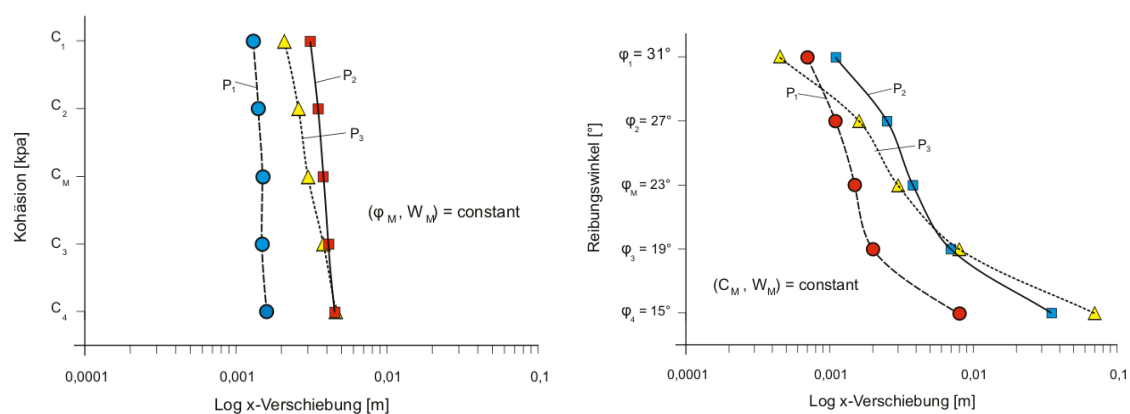 C1
C2
CM
C3
C4
Kohäsion [kpa]
P1
P2
P3
(φM, WM) = constant
0,0001
0,001
0,01
0,1
Log x-Verschiebung [m]
φ1 = 31°
φ2 = 27°
φM = 23°
φ3 = 19°
φ4 = 15°
Reibungswinkel [°]
P1
P2
P3
(CM, WM) = constant
0,0001
0,001
0,01
0,1
Log x-Verschiebung [m]